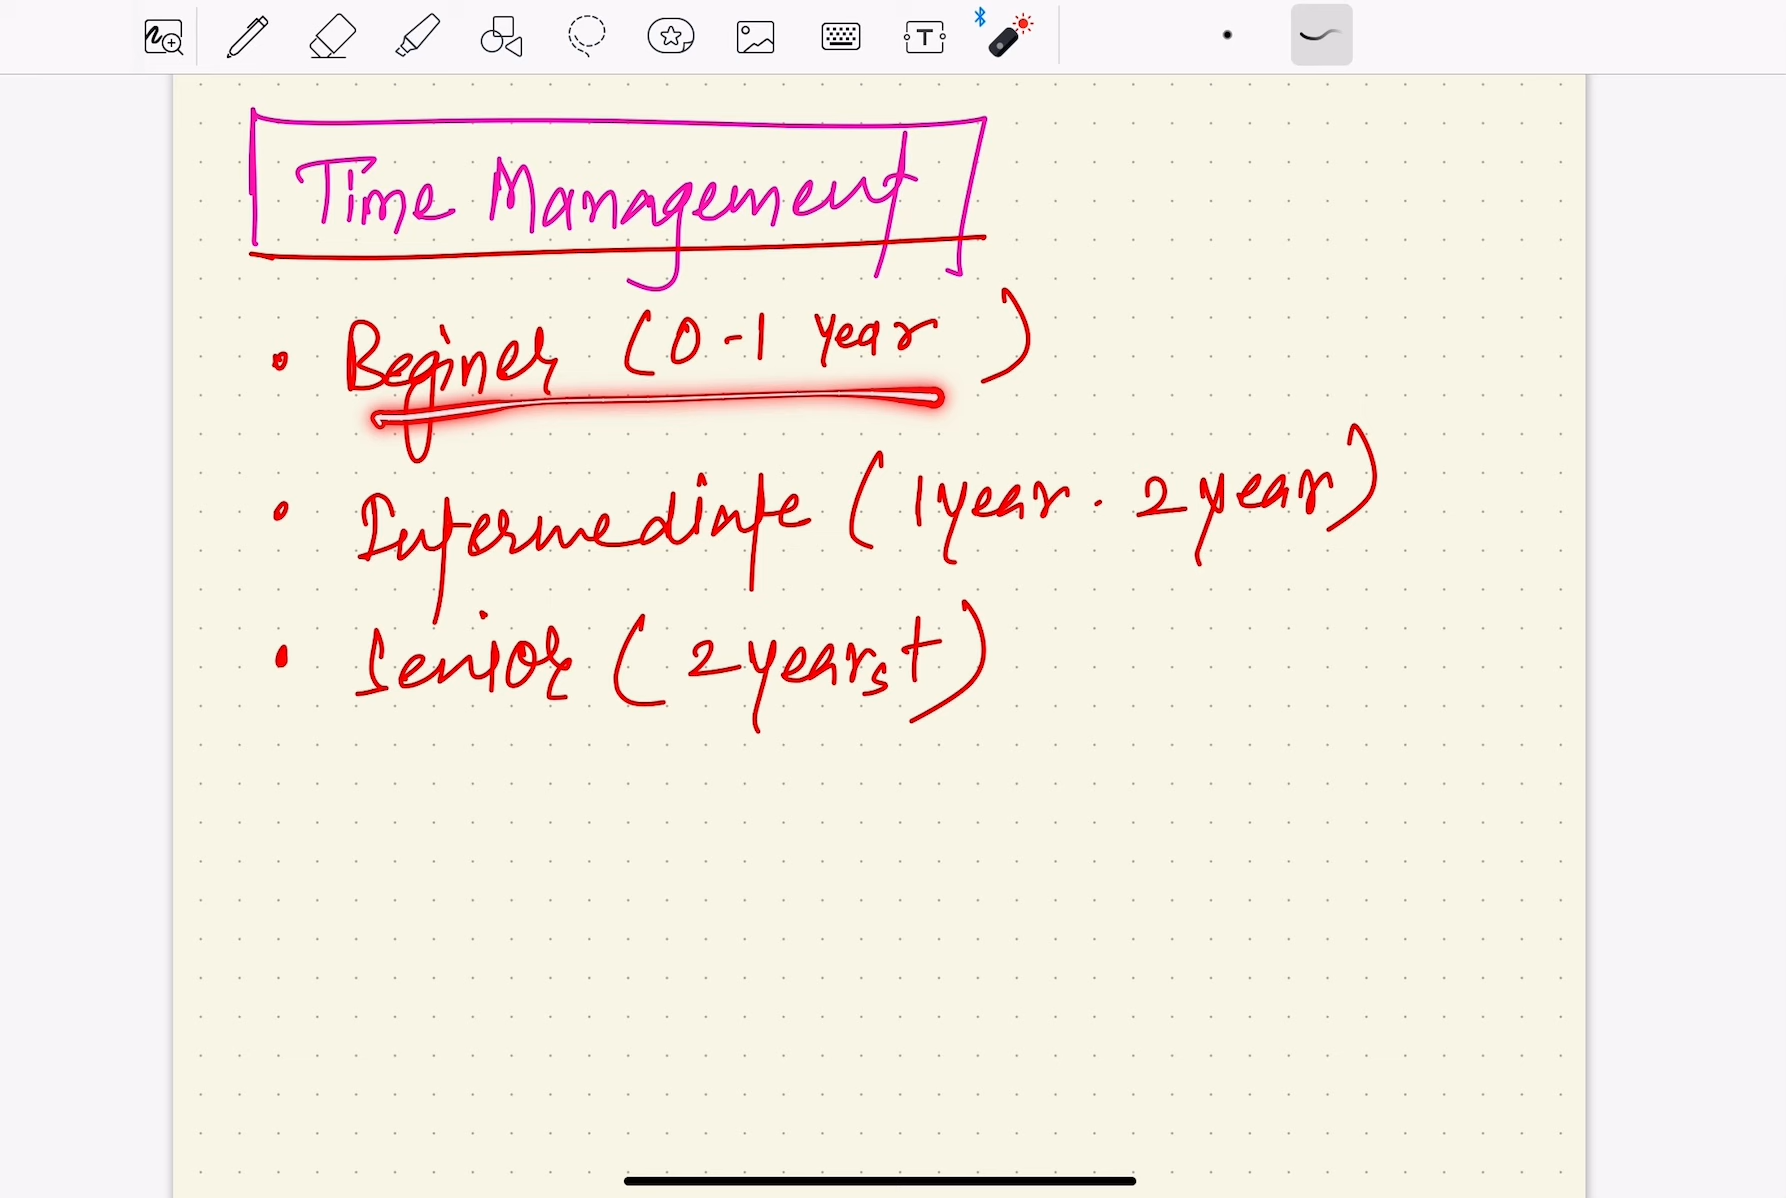 Time Management
• Beginer (0-1 Year)
• Intermediate (1year. 2year)
• Senior (2years+)